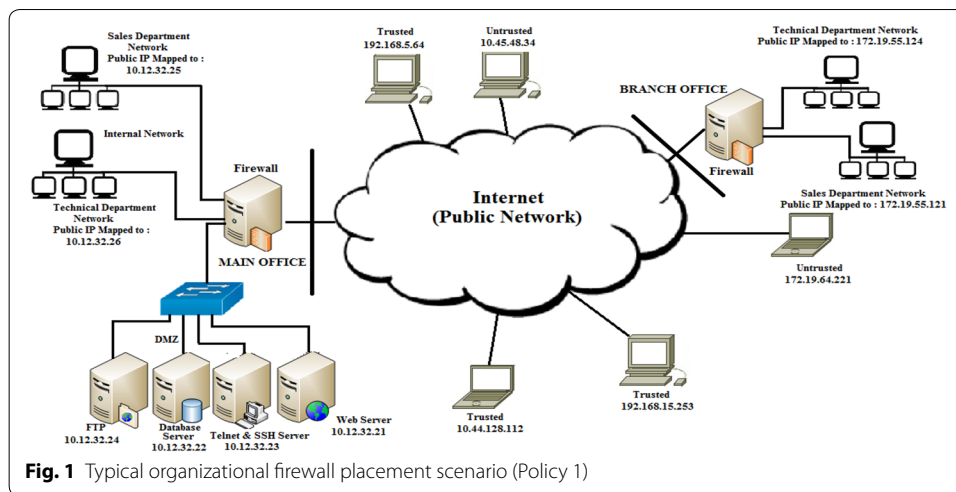 Sales Department
Network
Public IP Mapped to :
10.12.32.25
Internal Network
Technical Department
Network
Public IP Mapped to :
10.12.32.26
Firewall
MAIN OFFICE
DMZ
FTP
10.12.32.24
Database
Server
10.12.32.22
Telnet & SSH Server
10.12.32.23
Web Server
10.12.32.21
Trusted
192.168.5.64
Untrusted
10.45.48.34
Internet
(Public Network)
Technical Department Network
Public IP Mapped to : 172.19.55.124
BRANCH OFFICE
Firewall
Sales Department Network
Public IP Mapped to : 172.19.55.121
Untrusted
172.19.64.221
Trusted
192.168.15.253
Trusted
10.44.128.112
Fig. 1 Typical organizational firewall placement scenario (Policy 1)